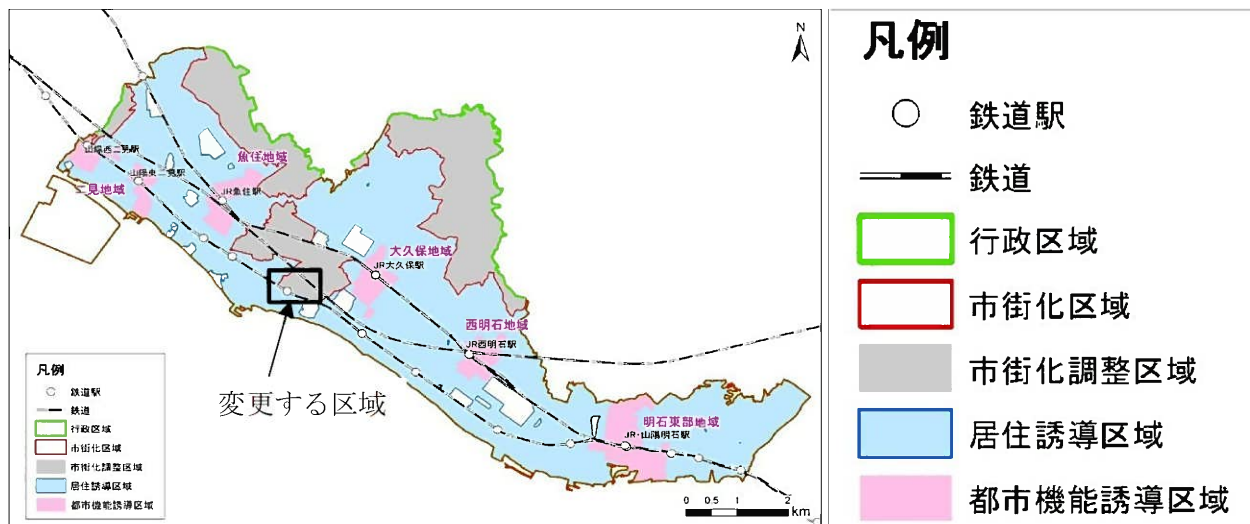 N
魚住地域
山陽西二見駅
山陽東二見駅
二見地域
JR魚住駅
大久保地域
JR大久保駅
西明石地域
JR西明石駅
変更する区域
明石東部地域
JR・山陽明石駅
0 0.5 1 2
km
凡例
鉄道駅
鉄道
行政区域
市街化区域
市街化調整区域
居住誘導区域
都市機能誘導区域
凡例
鉄道駅
鉄道
行政区域
市街化区域
市街化調整区域
居住誘導区域
都市機能誘導区域